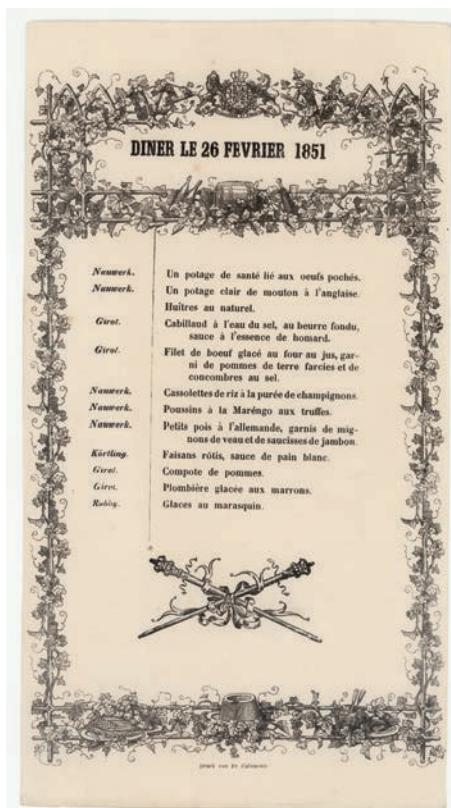 DINER LE 26 FEVRIER 1851
Nauwerk. Un potage de santé lié aux oeufs pochés.
Nauwerk. Un potage clair de mouton à l'anglaise.
Huîtres au naturel.
Girot. Cabillaud à l'eau du sel, au beurre fondu,
sauce à l'essence de homard.
Girot. Filet de boeuf glacé au four au jus, gar-
ni de pommes de terre farcies et de
concombres au sel.
Nauwerk. Cassolettes de riz à la purée de champignons.
Nauwerk. Poussins à la Maréngo aux truffes.
Nauwerk. Petits pois à l'allemande, garnis de mig-
nons de veau et de saucisses de jambon.
Körtling. Faisans rôtis, sauce de pain blanc.
Girot. Compote de pommes.
Girot. Plombière glacée aux marrons.
Glaces au marasquin.